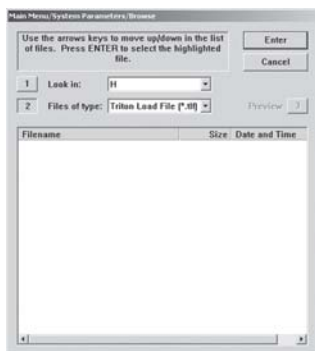 Main Menu/System Parameters/Browse
Use the arrows keys to move up/down in the list
of files. Press ENTER to select the highlighted
file.
Enter
Cancel
1 Look in: H
2 Files of type: Triton Load File (*.tlf)
Preview 3
Filename Size Date and Time